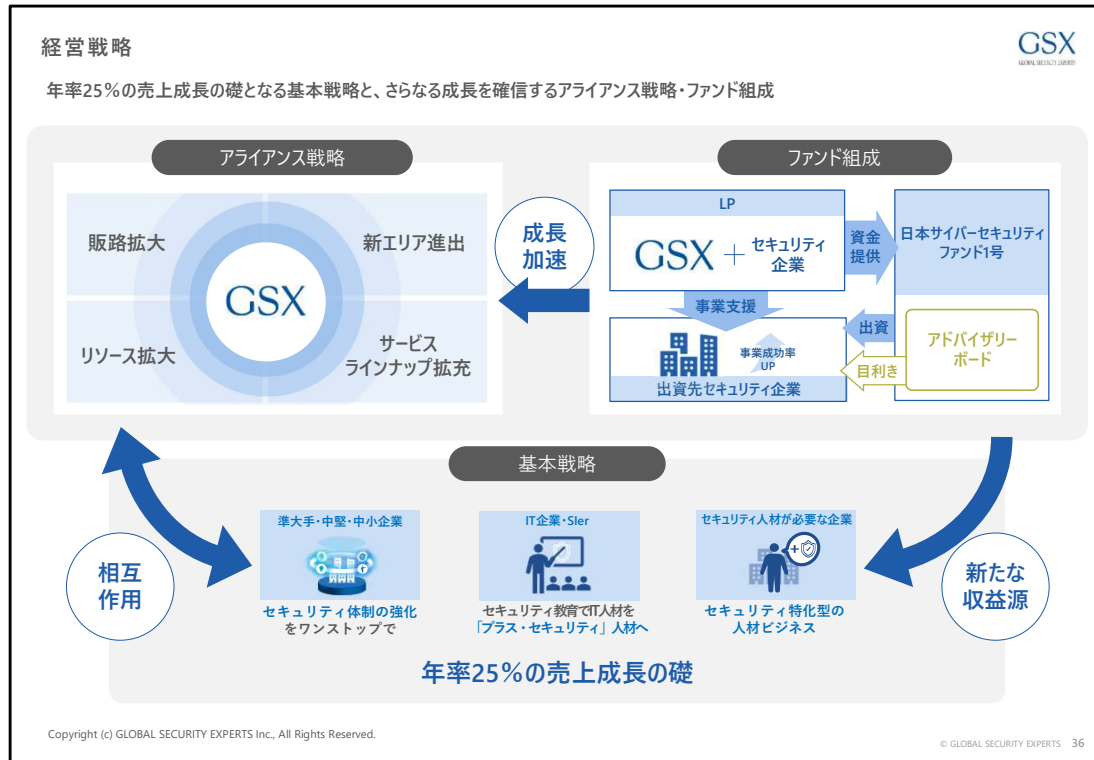 経営戦略
GSX
GLOBAL SECURITY EXPERTS
年率25%の売上成長の礎となる基本戦略と、さらなる成長を確信するアライアンス戦略・ファンド組成
アライアンス戦略
販路拡大
新エリア進出
GSX
リソース拡大
サービス
ラインナップ拡充
成長
加速
ファンド組成
LP
GSX + セキュリティ
企業
資金
提供
日本サイバーセキュリティ
ファンド1号
事業支援
出資
アドバイザリー
ボード
目利き
事業成功率
UP
出資先セキュリティ企業
基本戦略
相互
作用
準大手・中堅・中小企業
セキュリティ体制の強化
をワンストップで
IT企業・SIer
セキュリティ教育でIT人材を
「プラス・セキュリティ」人材へ
セキュリティ人材が必要な企業
セキュリティ特化型の
人材ビジネス
新たな
収益源
年率25%の売上成長の礎
Copyright (c) GLOBAL SECURITY EXPERTS Inc., All Rights Reserved.
© GLOBAL SECURITY EXPERTS 36